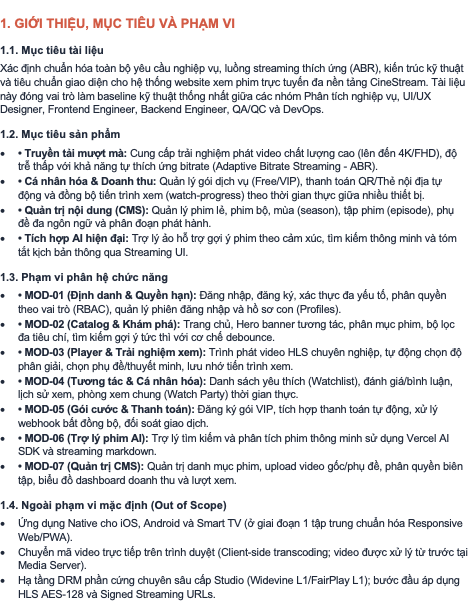 1. GIỚI THIỆU, MỤC TIÊU VÀ PHẠM VI
1.1. Mục tiêu tài liệu
Xác định chuẩn hóa toàn bộ yêu cầu nghiệp vụ, luồng streaming thích ứng (ABR), kiến trúc kỹ thuật
và tiêu chuẩn giao diện cho hệ thống website xem phim trực tuyến đa nền tảng CineStream. Tài liệu
này đóng vai trò làm baseline kỹ thuật thống nhất giữa các nhóm Phân tích nghiệp vụ, UI/UX
Designer, Frontend Engineer, Backend Engineer, QA/QC và DevOps.
1.2. Mục tiêu sản phẩm
• • Truyền tải mượt mà: Cung cấp trải nghiệm phát video chất lượng cao (lên đến 4K/FHD), độ
trễ thấp với khả năng tự thích ứng bitrate (Adaptive Bitrate Streaming - ABR).
• • Cá nhân hóa & Doanh thu: Quản lý gói dịch vụ (Free/VIP), thanh toán QR/Thẻ nội địa tự
động và đồng bộ tiến trình xem (watch-progress) theo thời gian thực giữa nhiều thiết bị.
• • Quản trị nội dung (CMS): Quản lý phim lẻ, phim bộ, mùa (season), tập phim (episode), phụ
đề đa ngôn ngữ và phân đoạn phát hành.
• • Tích hợp AI hiện đại: Trợ lý ảo hỗ trợ gợi ý phim theo cảm xúc, tìm kiếm thông minh và tóm
tắt kịch bản thông qua Streaming UI.
1.3. Phạm vi phân hệ chức năng
• • MOD-01 (Định danh & Quyền hạn): Đăng nhập, đăng ký, xác thực đa yếu tố, phân quyền
theo vai trò (RBAC), quản lý phiên đăng nhập và hồ sơ con (Profiles).
• • MOD-02 (Catalog & Khám phá): Trang chủ, Hero banner tương tác, phân mục phim, bộ lọc
đa tiêu chí, tìm kiếm gợi ý tức thì với cơ chế debounce.
• • MOD-03 (Player & Trải nghiệm xem): Trình phát video HLS chuyên nghiệp, tự động chọn độ
phân giải, chọn phụ đề/thuyết minh, lưu nhớ tiến trình xem.
• • MOD-04 (Tương tác & Cá nhân hóa): Danh sách yêu thích (Watchlist), đánh giá/bình luận,
lịch sử xem, phòng xem chung (Watch Party) thời gian thực.
• • MOD-05 (Gói cước & Thanh toán): Đăng ký gói VIP, tích hợp thanh toán tự động, xử lý
webhook bất đồng bộ, đối soát giao dịch.
• • MOD-06 (Trợ lý phim AI): Trợ lý tìm kiếm và phân tích phim thông minh sử dụng Vercel AI
SDK và streaming markdown.
• • MOD-07 (Quản trị CMS): Quản trị danh mục phim, upload video gốc/phụ đề, phân quyền biên
tập, biểu đồ dashboard doanh thu và lượt xem.
1.4. Ngoài phạm vi mặc định (Out of Scope)
• Ứng dụng Native cho iOS, Android và Smart TV (ở giai đoạn 1 tập trung chuẩn hóa Responsive
Web/PWA).
• Chuyển mã video trực tiếp trên trình duyệt (Client-side transcoding; video được xử lý từ trước tại
Media Server).
• Hạ tầng DRM phần cứng chuyên sâu cấp Studio (Widevine L1/FairPlay L1); bước đầu áp dụng
HLS AES-128 và Signed Streaming URLs.